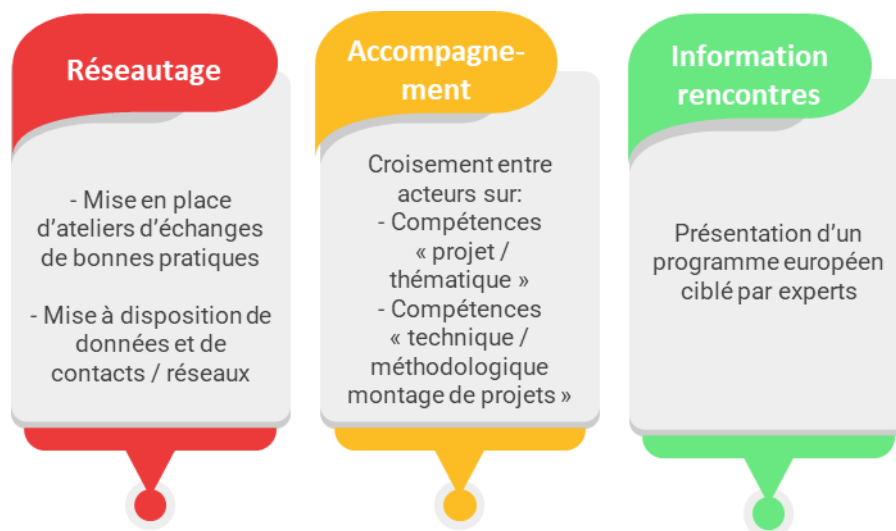 Réseautage
- Mise en place
d'ateliers d'échanges
de bonnes pratiques
- Mise à disposition de
données et de
contacts / réseaux
Accompagne-
ment
Croisement entre
acteurs sur:
- Compétences
« projet /
thématique »
- Compétences
« technique /
méthodologique
montage de projets »
Information
rencontres
Présentation d'un
programme européen
ciblé par experts